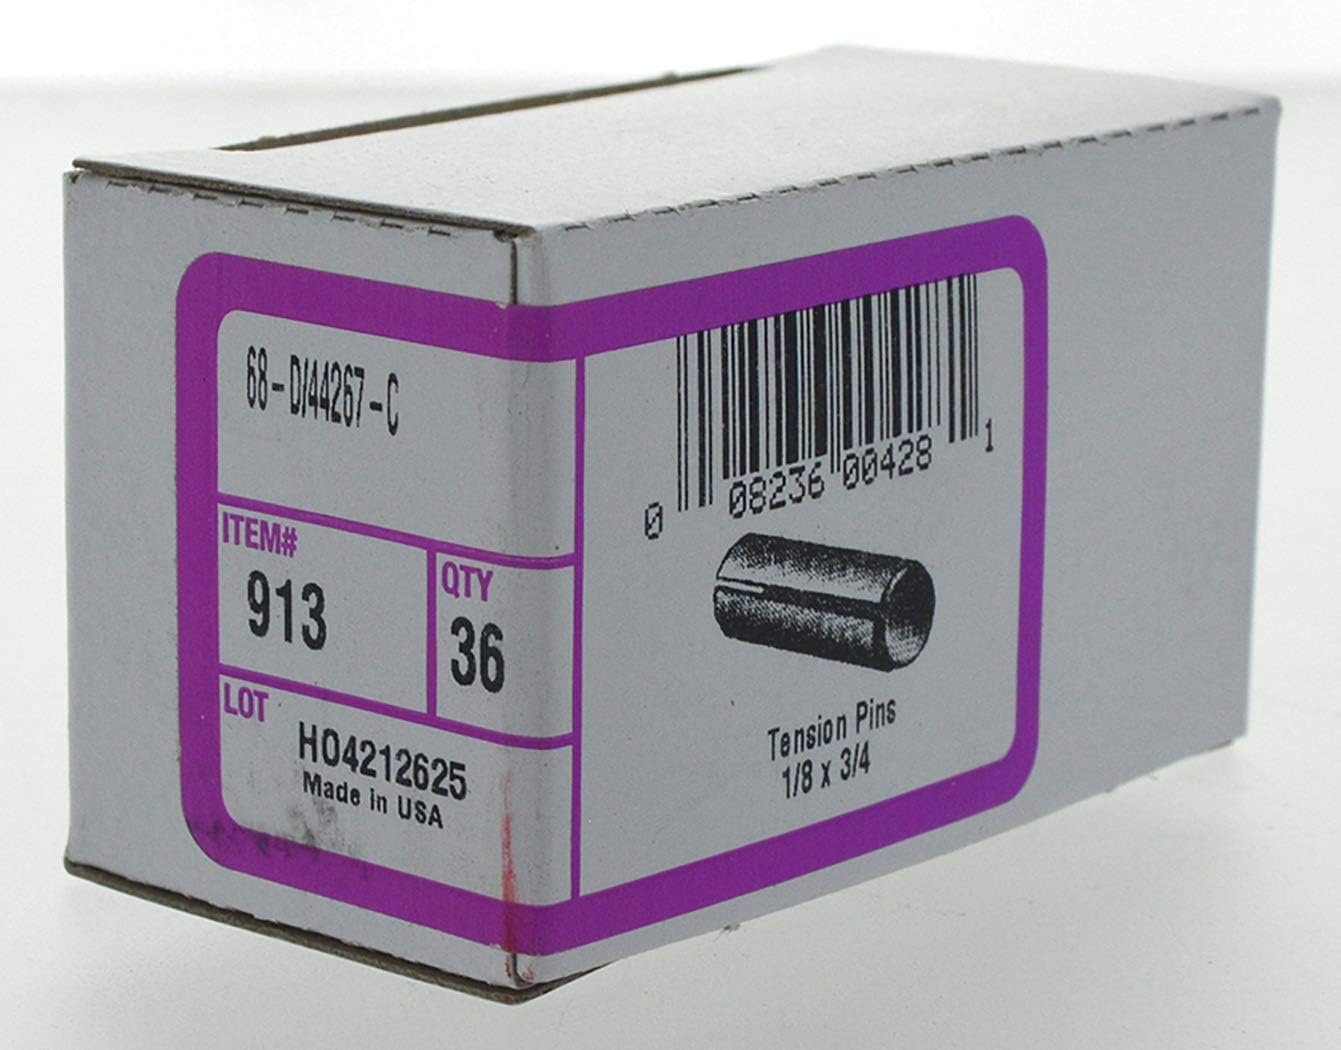 68-D/44267-C
ITEM#
913
QTY
36
LOT
HO4212625
Made in USA
0 08236 00428 1
Tension Pins
1/8 x 3/4